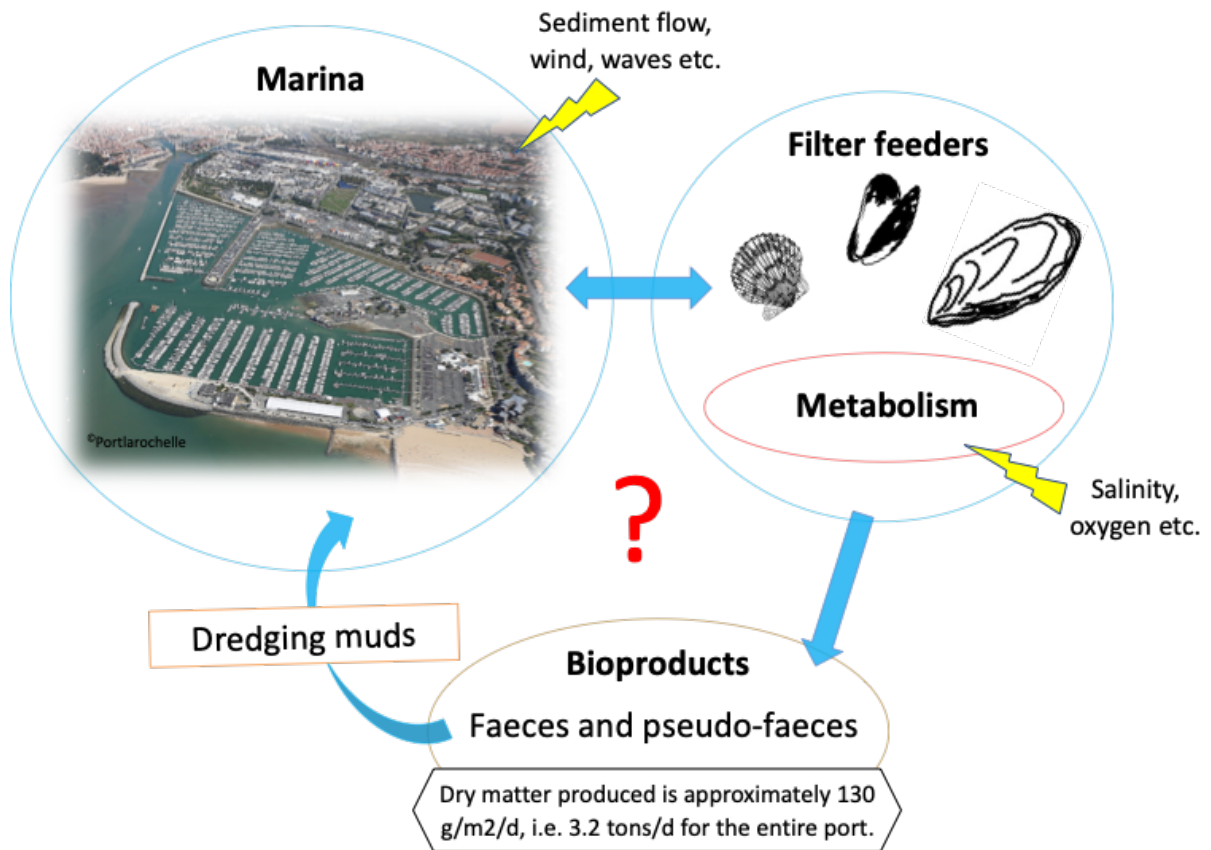 Sediment flow,
wind, waves etc.
Marina
Filter feeders
©Portlarochelle
Metabolism
Salinity,
oxygen etc.
?
Dredging muds
Bioproducts
Faeces and pseudo-faeces
Dry matter produced is approximately 130
g/m2/d, i.e. 3.2 tons/d for the entire port.